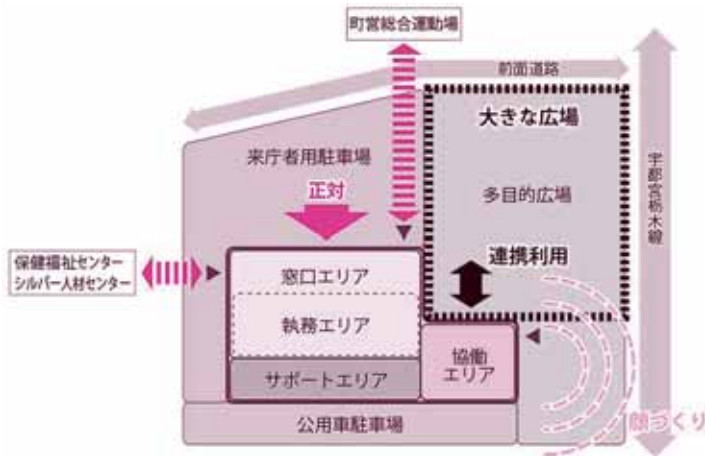 町営総合運動場
前面道路
大きな広場
来庁者用駐車場
宇都宮栃木線
正対
多目的広場
保健福祉センター
シルバー人材センター
連携利用
窓口エリア
執務エリア
協働
エリア
サポートエリア
公用車駐車場
顔づくり